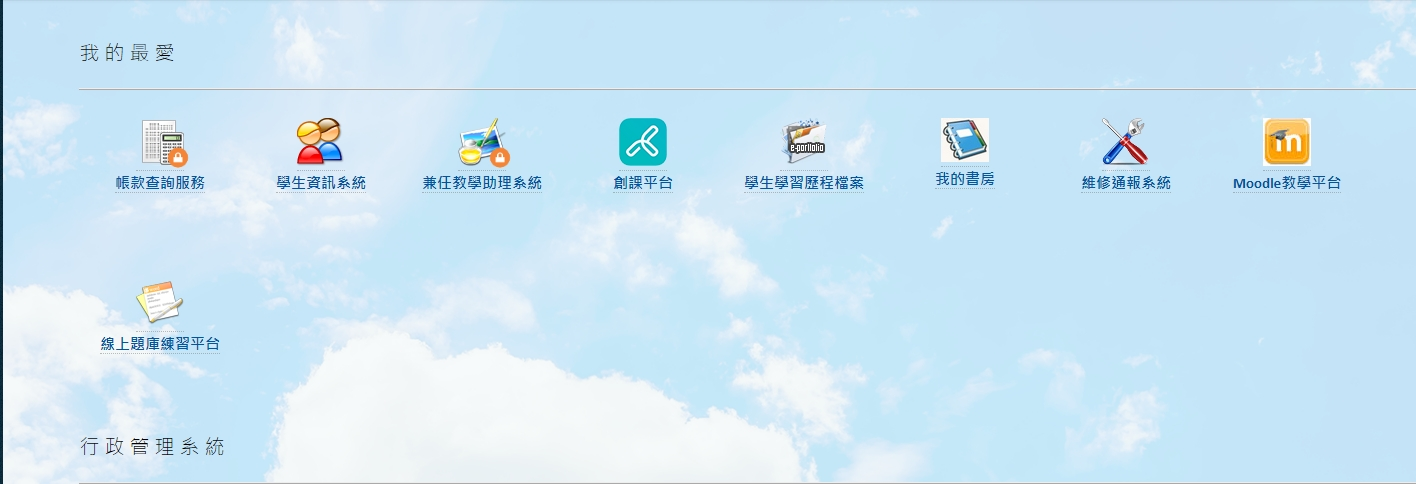 我的最愛
帳款查詢服務
學生資訊系統
兼任教學助理系統
創課平台
e-portfolio
學生學習歷程檔案
我的書房
維修通報系統
m
Moodle教學平台
線上題庫練習平台
行政管理系統